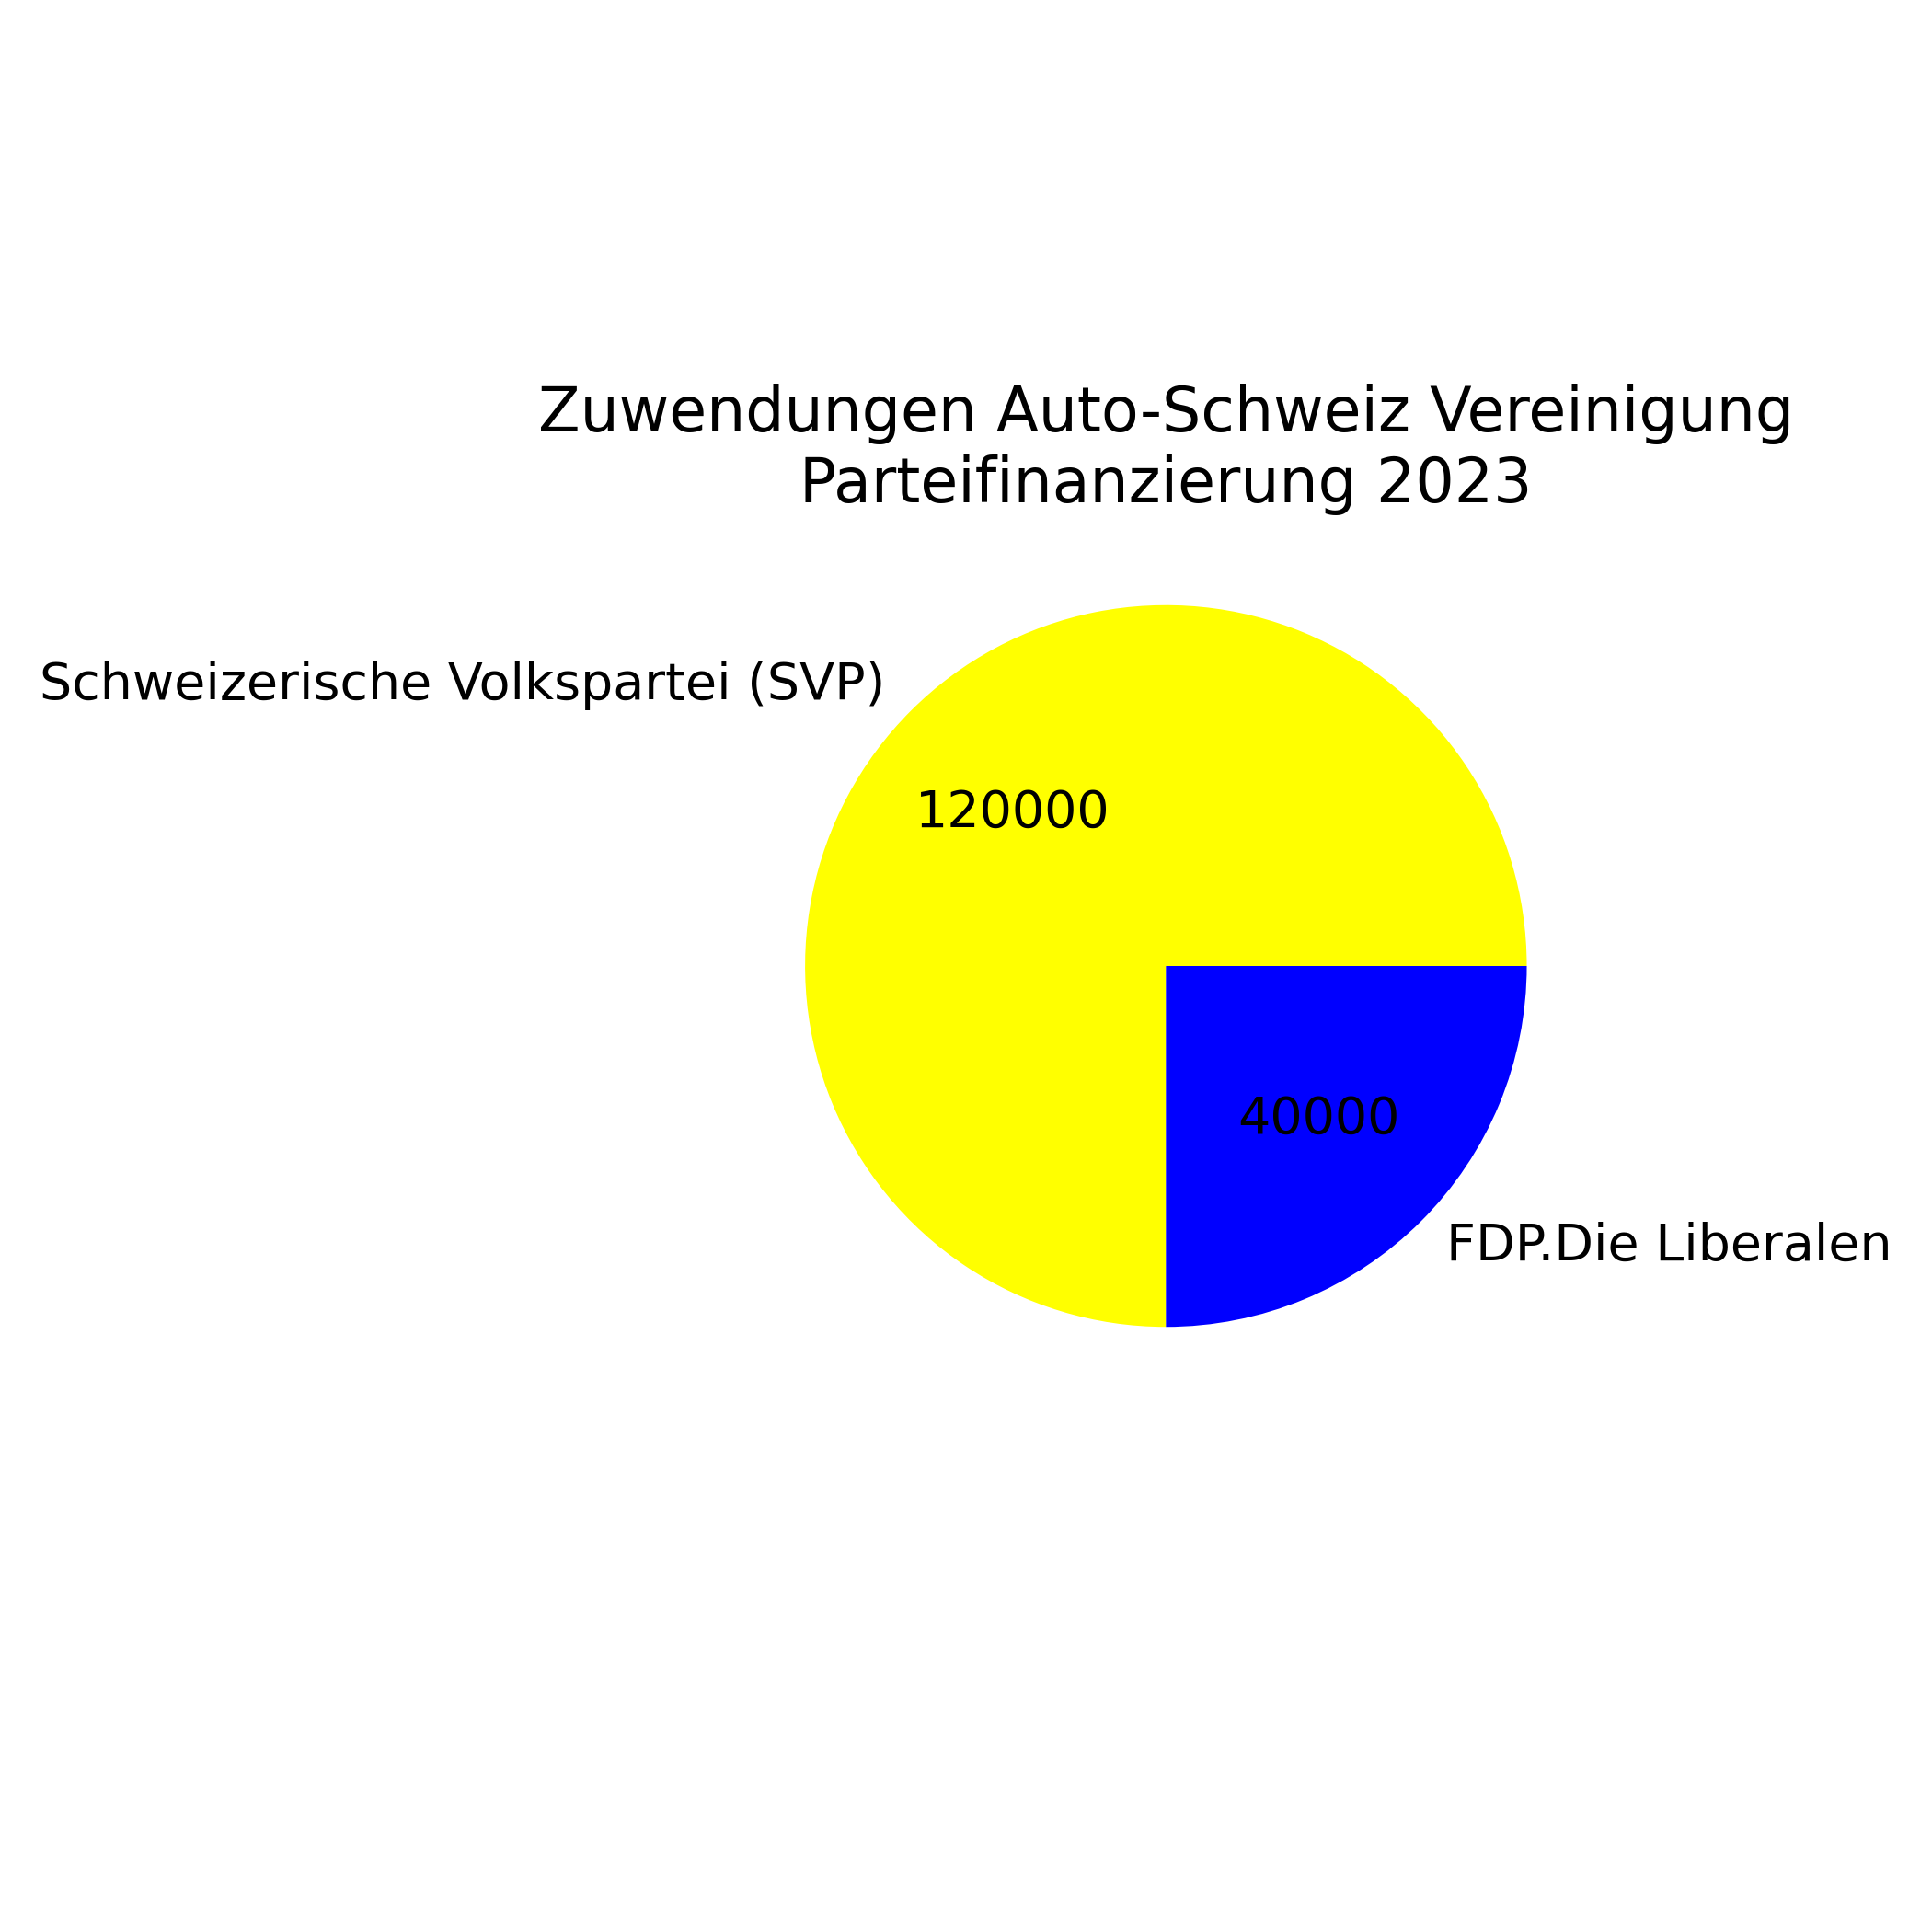 Zuwendungen Auto-Schweiz Vereinigung
Parteifinanzierung 2023
Schweizerische Volkspartei (SVP)
120000
40000
FDP.Die Liberalen